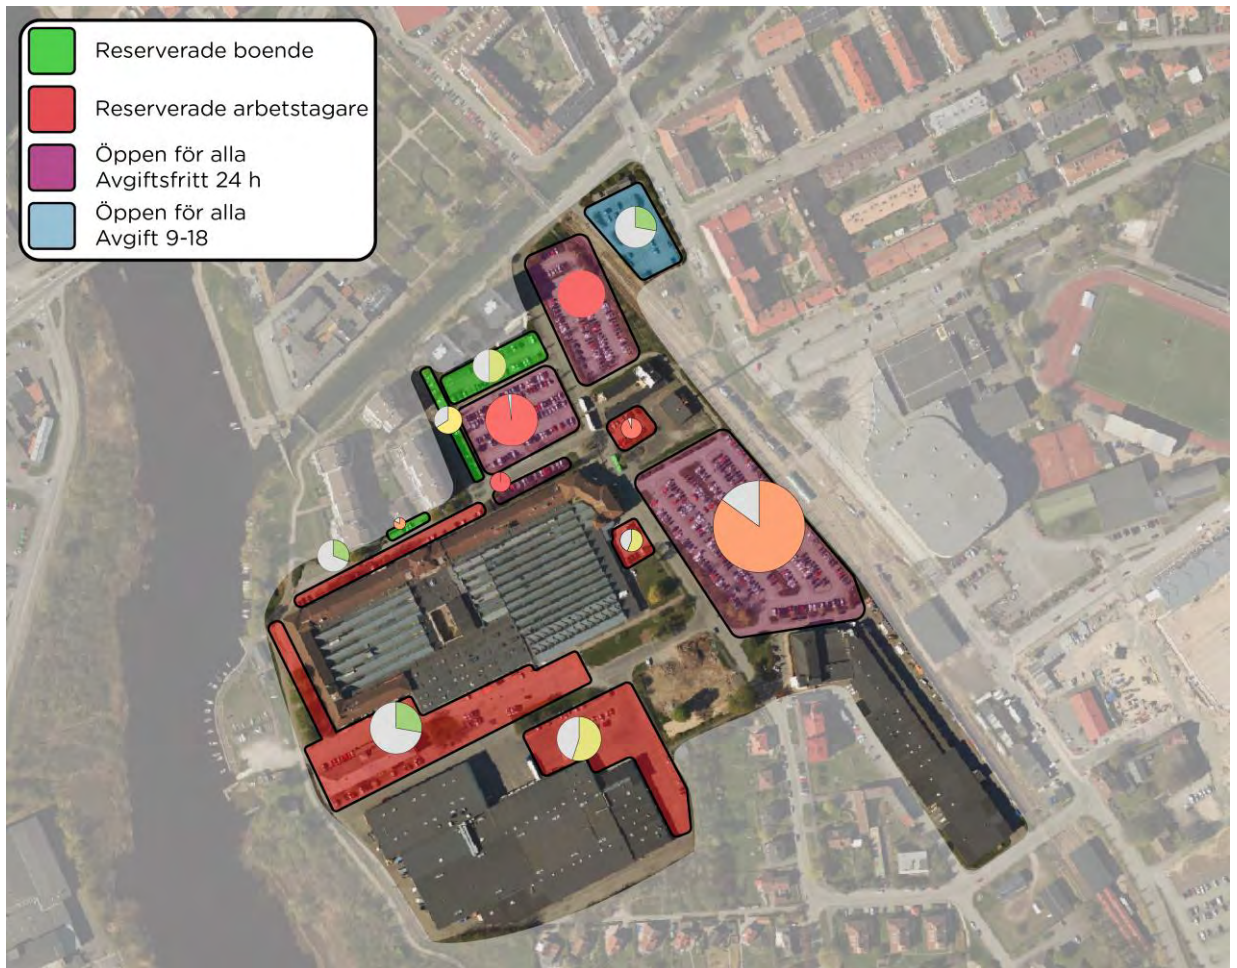 Reserverade boende
Reserverade arbetstagare
Öppen för alla
Avgiftsfritt 24 h
Öppen för alla
Avgift 9-18